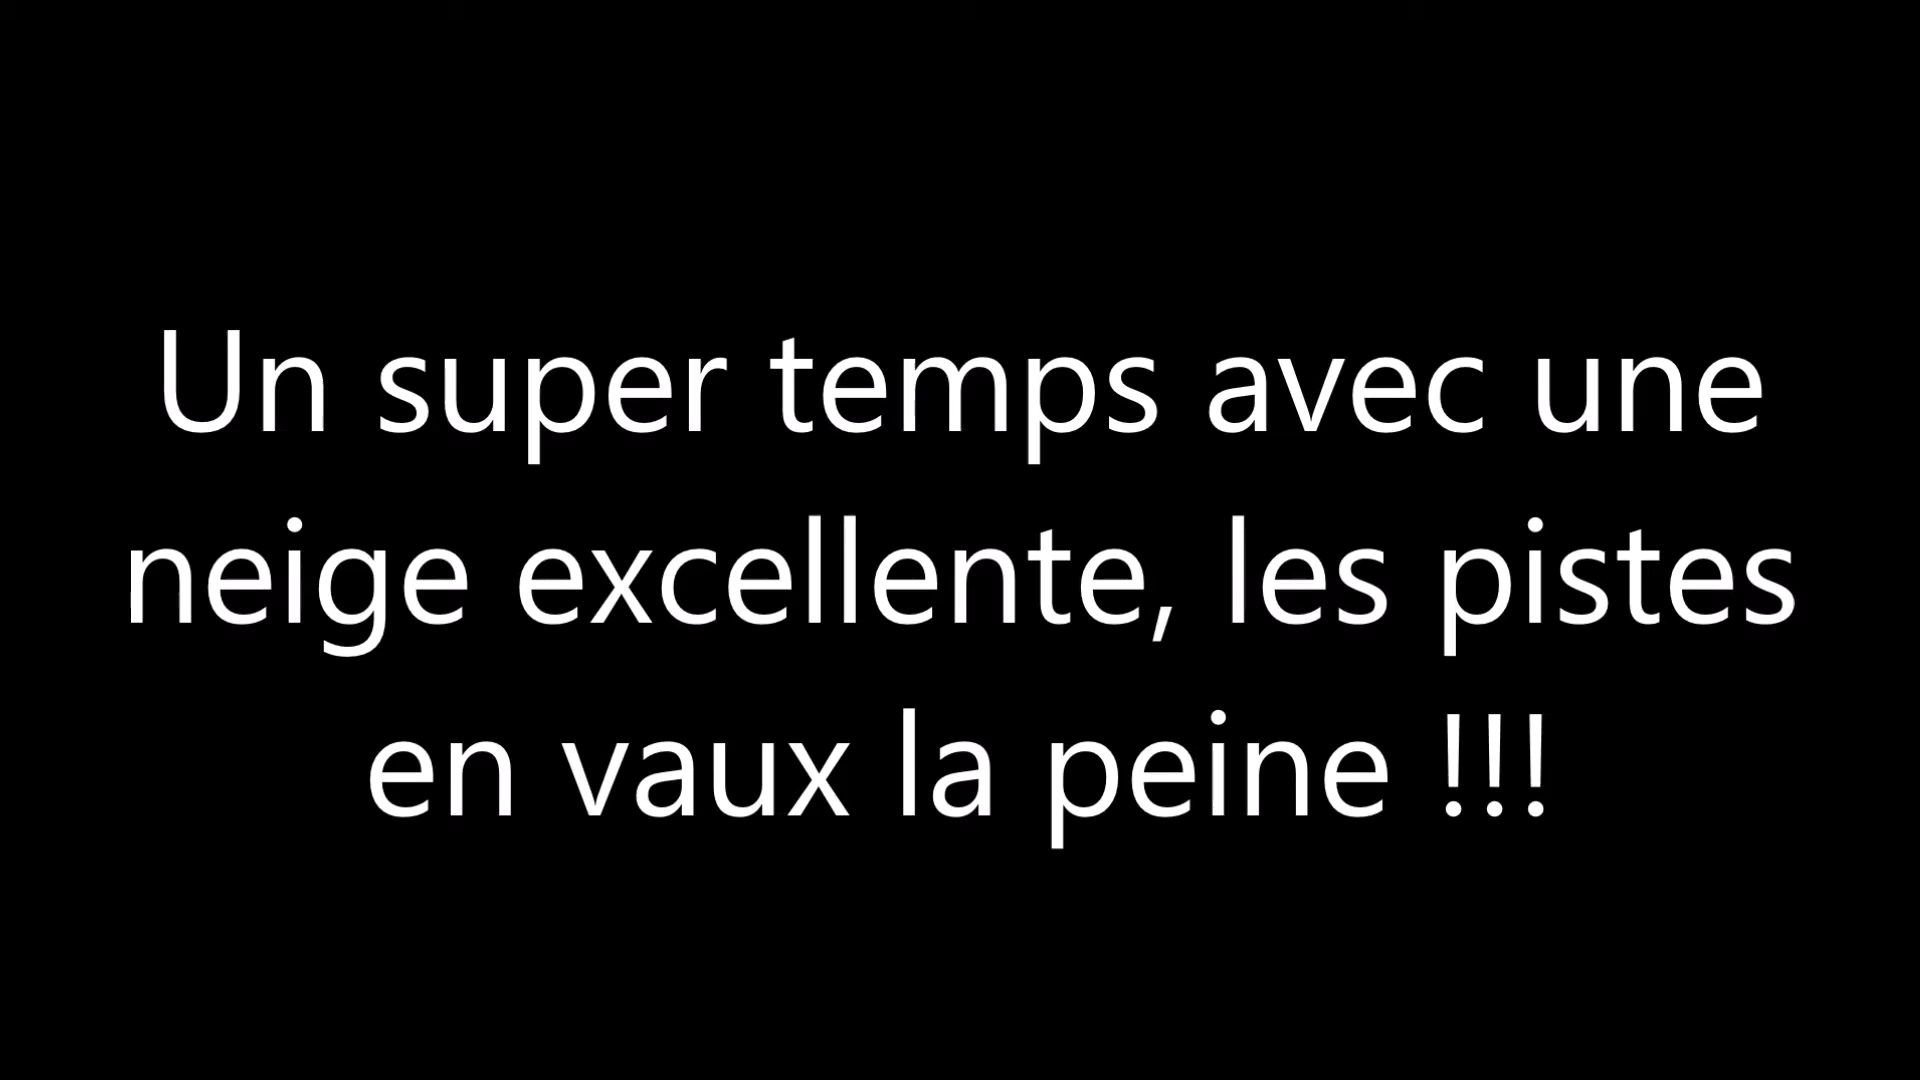 Un super temps avec une
neige excellente, les pistes
en vaux la peine !!!